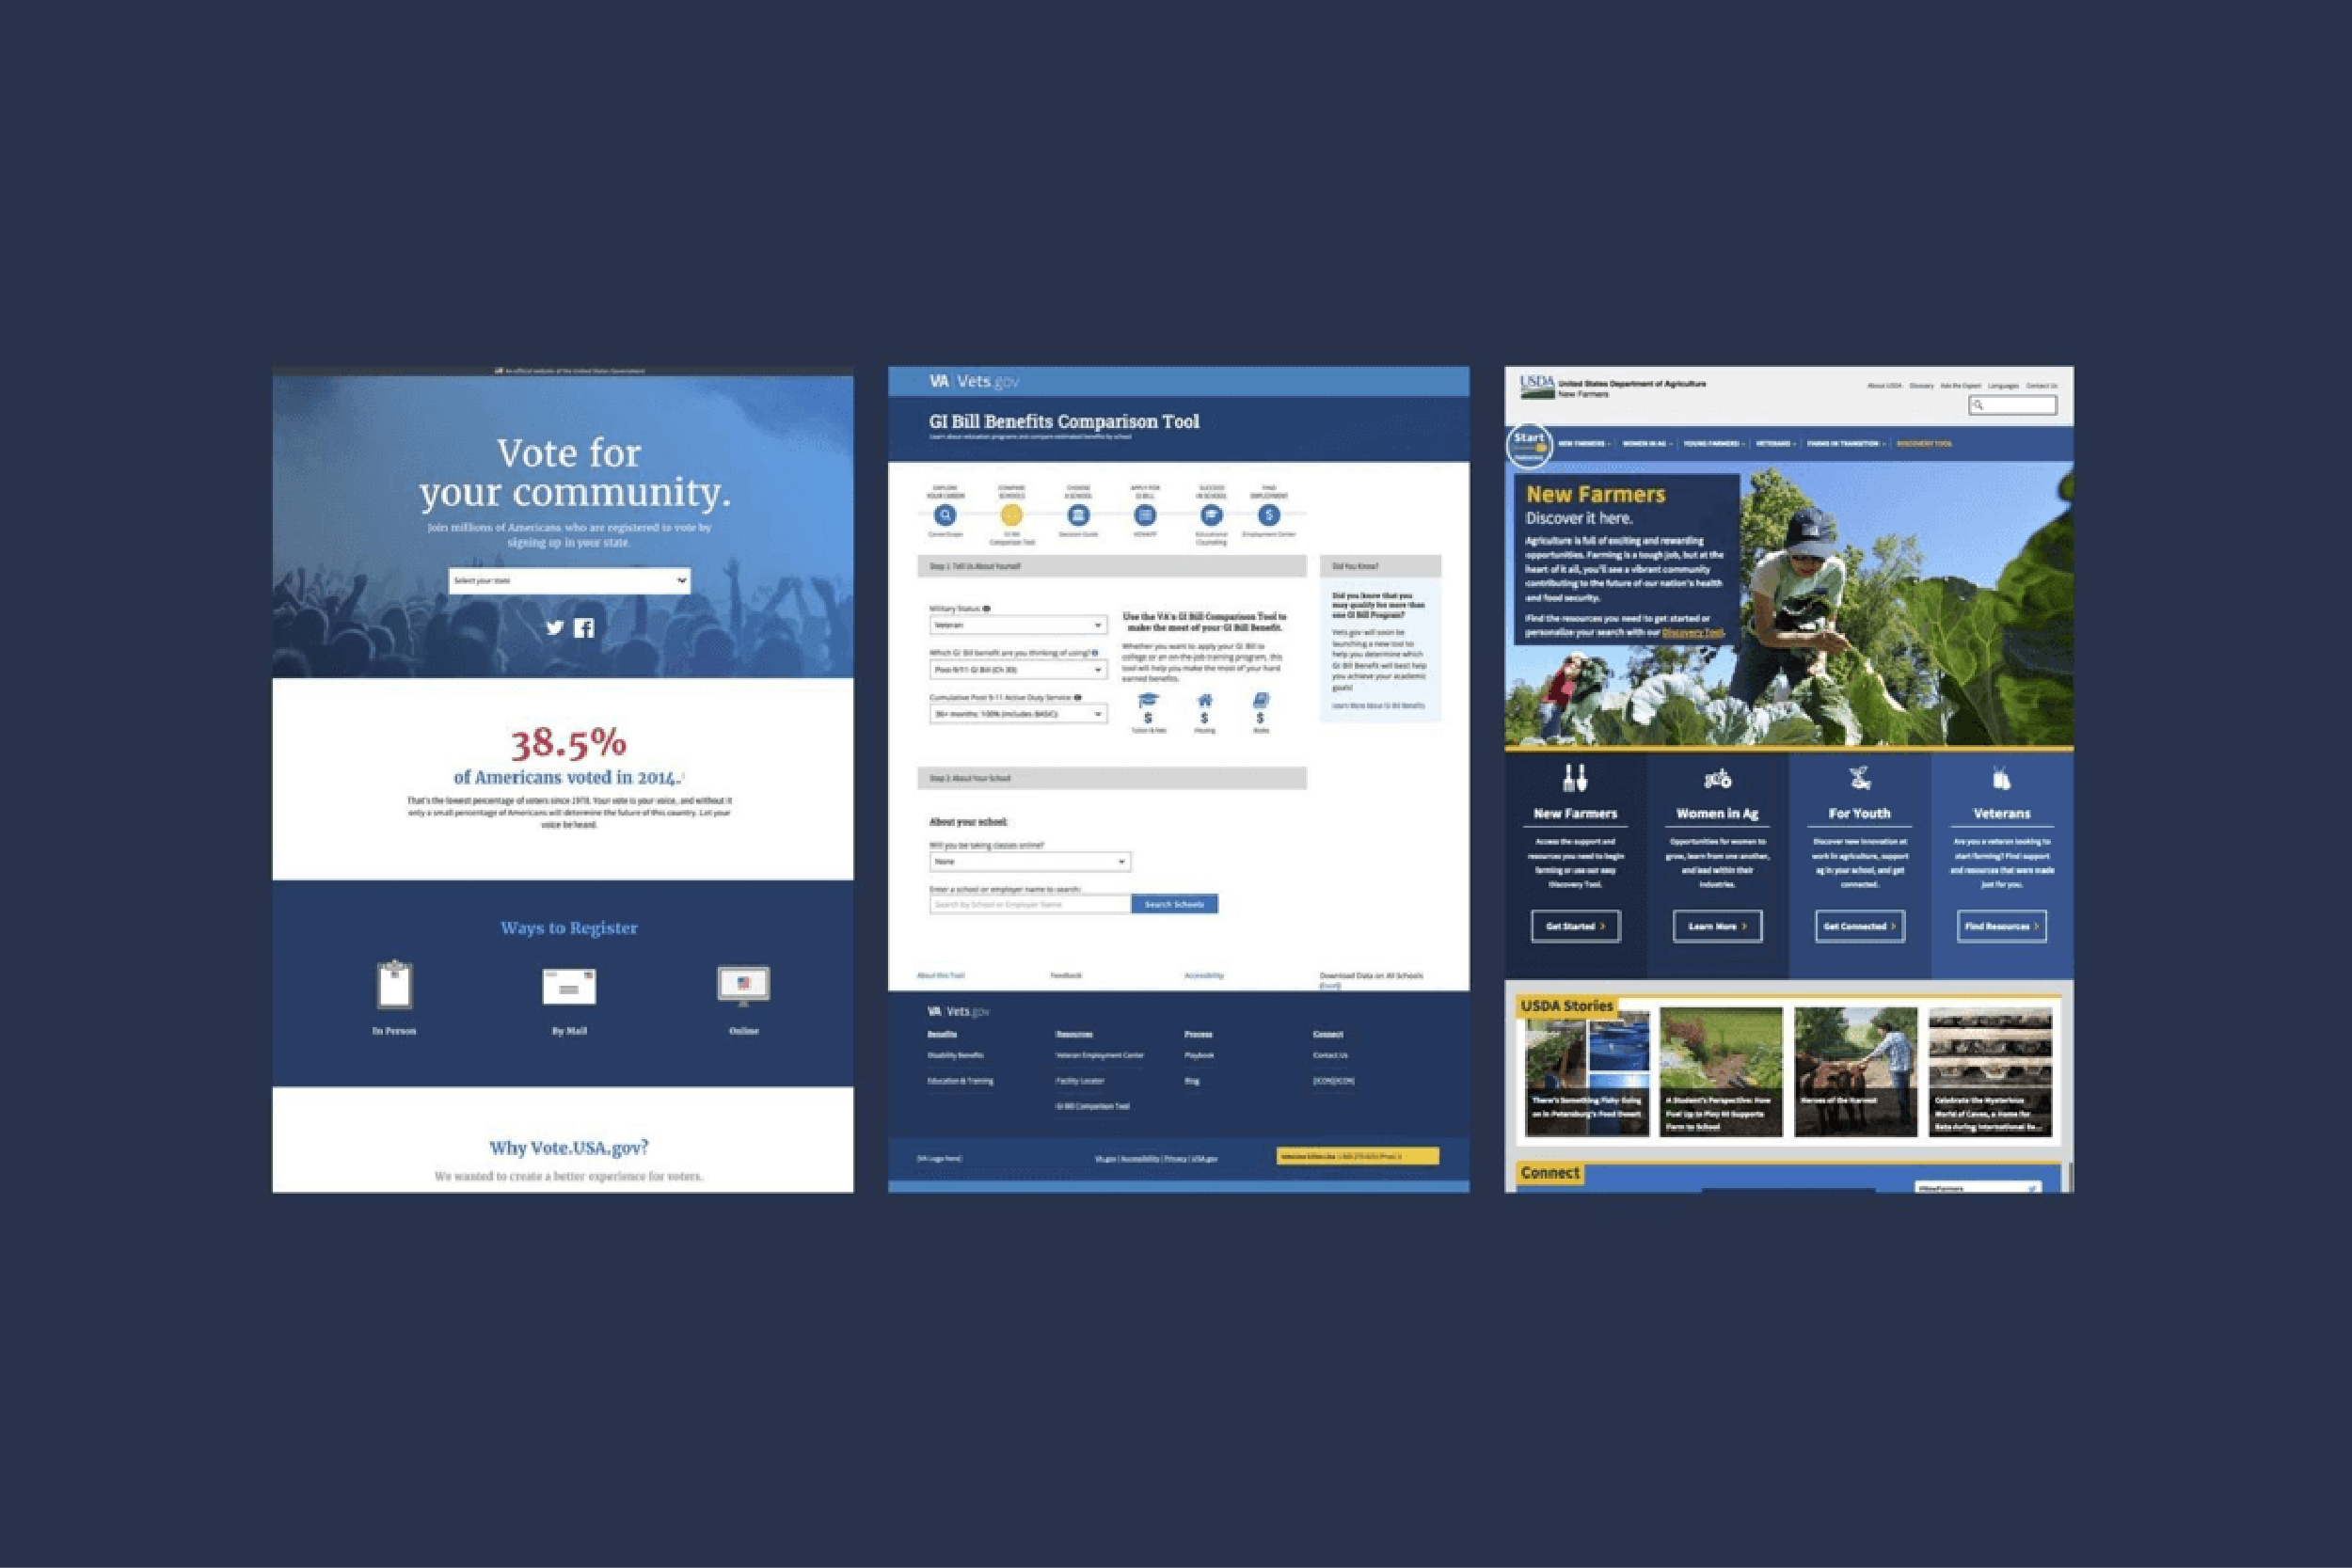 An official website of the United States Government
Vote for
your community.
Join millions of Americans who are registered to vote by
signing up in your state.
Select your state
38.5%
of Americans voted in 2014.
That's the lowest percentage of voters since 1978. Your vote is your voice, and without it
only a small percentage of Americans will determine the future of this country. Let your
voice be heard.
Ways to Register
In Person
By Mail
Online
Why Vote.USA.gov?
We wanted to create a better experience for voters.
VA Vets.gov
GI Bill Benefits Comparison Tool
Learn about education programs and compare estimated benefits by school
EXPLORE
YOUR CAREER
COMPARE
SCHOOLS
CHOOSE
A SCHOOL
APPLY FOR
GI BILL
SUCCEED
IN SCHOOL
FIND
EMPLOYMENT
CareerScope
GI Bill
Comparison Tool
Decision Guide
VONAPP
Educational
Counseling
Employment Center
Step 1: Tell Us About Yourself
Military Status:
Veteran
Which GI Bill benefit are you thinking of using?
Post-9/11 GI Bill (Ch 33)
Cumulative Post 9-11 Active Duty Service:
36+ months: 100% (includes BASIC)
Use the VA's GI Bill Comparison Tool to
make the most of your GI Bill Benefit.
Whether you want to apply your GI Bill to
college or an on-the-job training program, this
tool will help you make the most of your hard
earned benefits.
$
$
$
Tuition & Fees
Housing
Books
Did You Know?
Did you know that you
may qualify for more than
one GI Bill Program?
Vets.gov will soon be
launching a new tool to
help you determine which
GI Bill Benefit will best help
you achieve your academic
goals!
Learn More About GI Bill Benefits
Step 2: About Your School
About your school:
Will you be taking classes online?
None
Enter a school or employer name to search:
Search By School or Employer Name
Search Schools
About this Tool
Feedback
Accessibility
Download Data on All Schools
(Excel)
VA Vets.gov
Benefits
Disability Benefits
Education & Training
Resources
Veteran Employment Center
Facility Locator
GI Bill Comparison Tool
Process
Playbook
Blog
Connect
Contact Us
[ICON][ICON]
[VA Logo here]
VA.gov | Accessibility | Privacy | USA.gov
USDA United States Department of Agriculture
New Farmers
About USDA Glossary Ask the Expert Languages Contact Us
Start
NEW FARMERS
WOMEN IN AG
YOUNG FARMERS
VETERANS
FARMS IN TRANSITION
DISCOVERY TOOL
New Farmers
Discover it here.
Agriculture is full of exciting and rewarding
opportunities. Farming is a tough job, but at the
heart of it all, you'll see a vibrant community
contributing to the future of our nation's health
and food security.
Find the resources you need to get started or
personalize your search with our Discovery Tool.
New Farmers
Access the support and
resources you need to begin
farming or use our easy
Discovery Tool.
Get Started
Women in Ag
Opportunities for women to
grow, learn from one another,
and lead within their
industries.
Learn More
For Youth
Discover new innovation at
work in agriculture, support
ag in your school, and get
connected.
Get Connected
Veterans
Are you a veteran looking to
start farming? Find support
and resources that were made
just for you.
Find Resources
USDA Stories
There's Something Fishy Going
on in Petersburg's Food Desert
A Student's Perspective: How
Fuel Up to Play 60 Supports
Farm to School
Heroes of the Harvest
Celebrate the Mysterious
World of Caves, a Home for
Bats during International Ba...
Connect
#NewFarmers